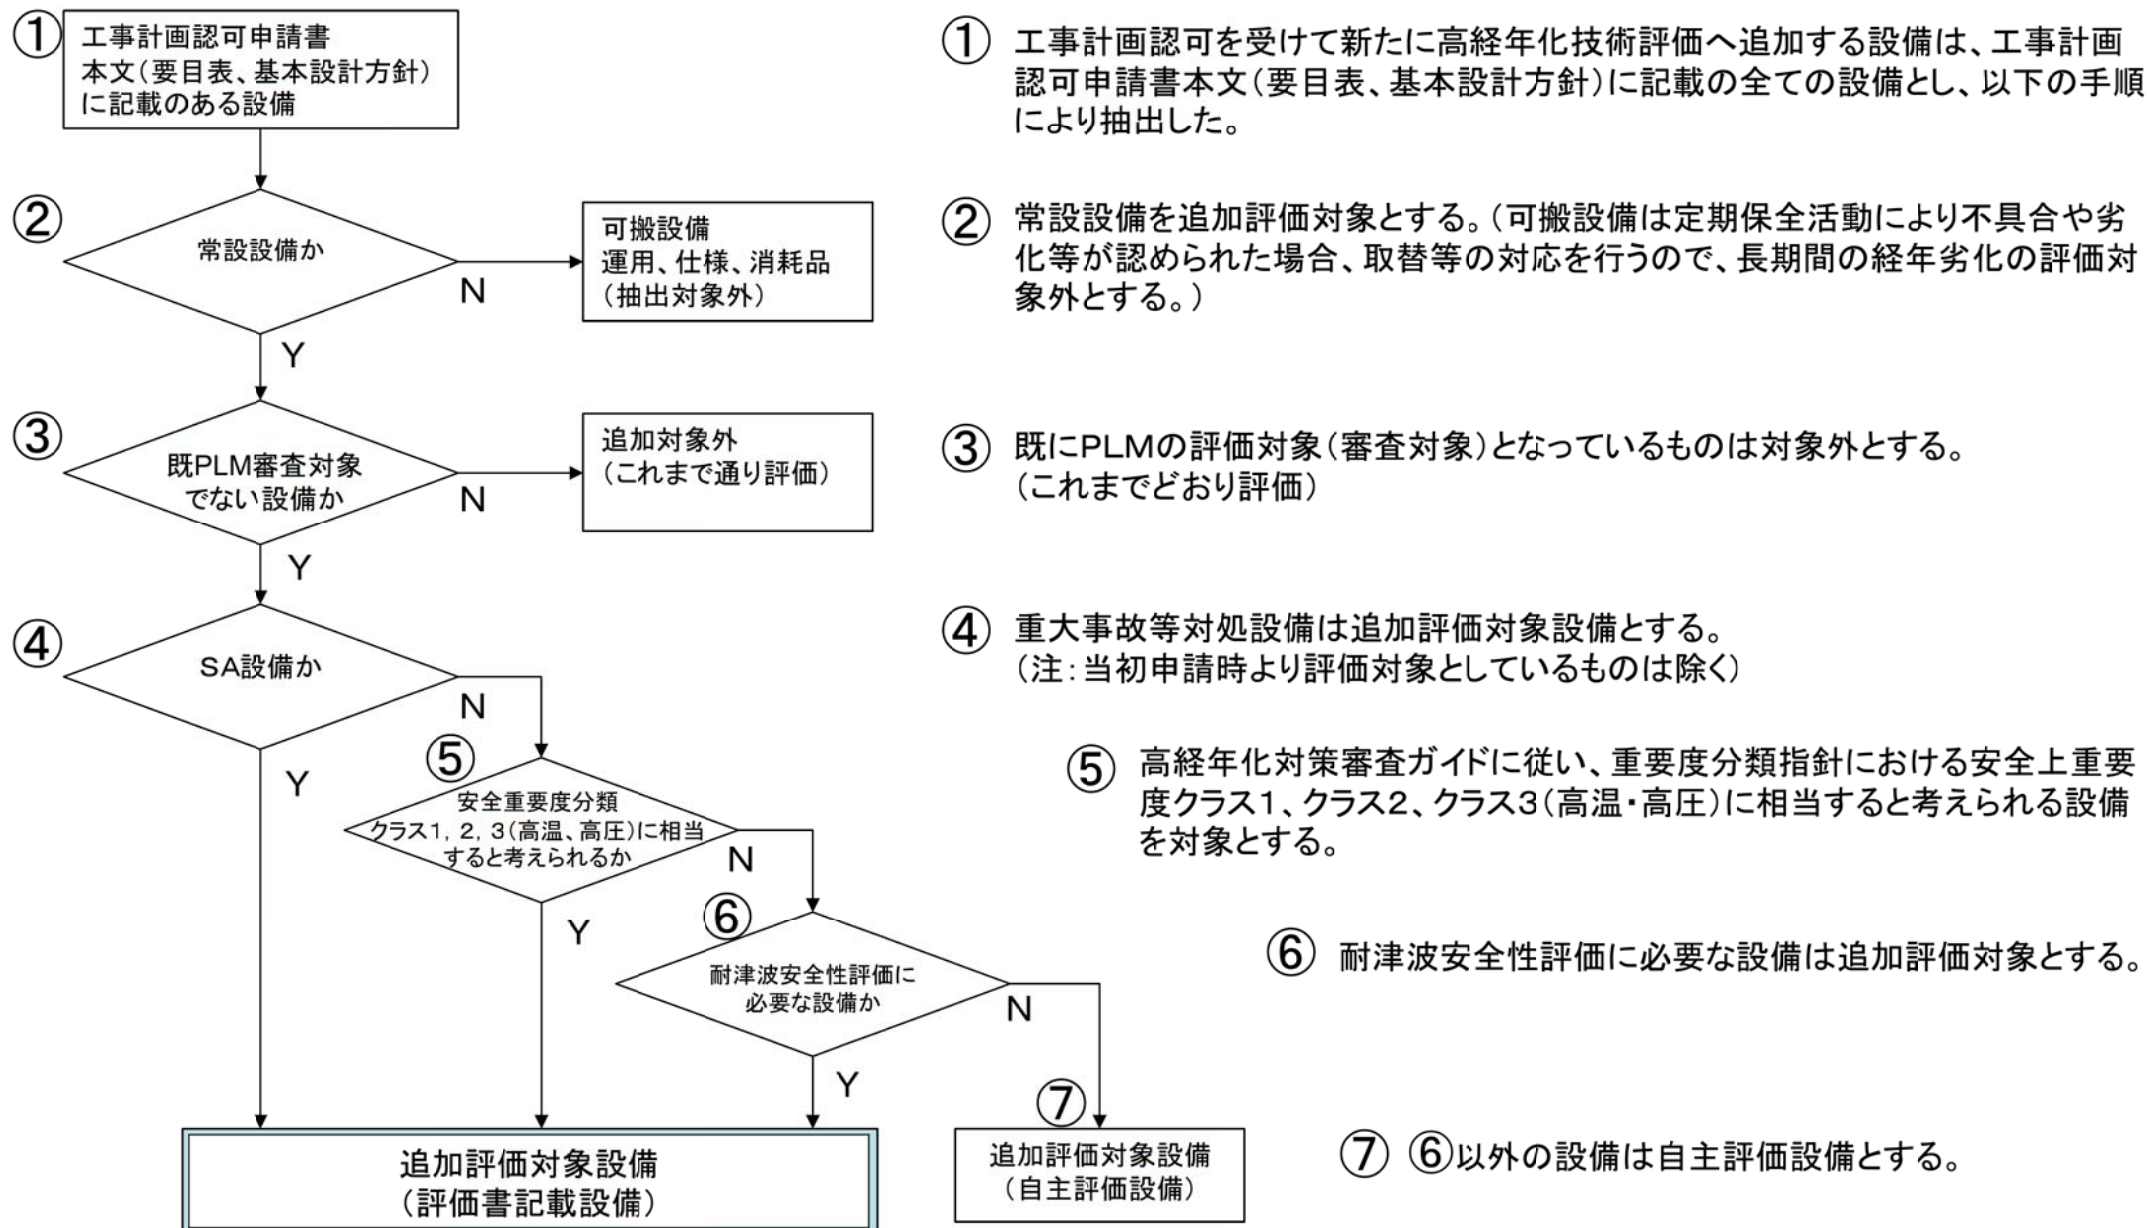 ①
工事計画認可申請書
本文(要目表、基本設計方針)
に記載のある設備
①
工事計画認可を受けて新たに高経年化技術評価へ追加する設備は、工事計画
認可申請書本文(要目表、基本設計方針)に記載の全ての設備とし、以下の手順
により抽出した。
②
常設設備か
N
Y
可搬設備
運用、仕様、消耗品
(抽出対象外)
②
常設設備を追加評価対象とする。(可搬設備は定期保全活動により不具合や劣
化等が認められた場合、取替等の対応を行うので、長期間の経年劣化の評価対
象外とする。)
③
既PLM審査対象
でない設備か
N
Y
追加対象外
(これまで通り評価)
③
既にPLMの評価対象(審査対象)となっているものは対象外とする。
(これまでどおり評価)
④
SA設備か
N
Y
④
重大事故等対処設備は追加評価対象設備とする。
(注:当初申請時より評価対象としているものは除く)
⑤
安全重要度分類
クラス1, 2, 3(高温、高圧)に相当
すると考えられるか
N
Y
⑤
高経年化対策審査ガイドに従い、重要度分類指針における安全上重要
度クラス1、クラス2、クラス3(高温・高圧)に相当すると考えられる設備
を対象とする。
⑥
耐津波安全性評価に
必要な設備か
N
Y
⑥
耐津波安全性評価に必要な設備は追加評価対象とする。
追加評価対象設備
(評価書記載設備)
⑦
追加評価対象設備
(自主評価設備)
⑦ ⑥以外の設備は自主評価設備とする。